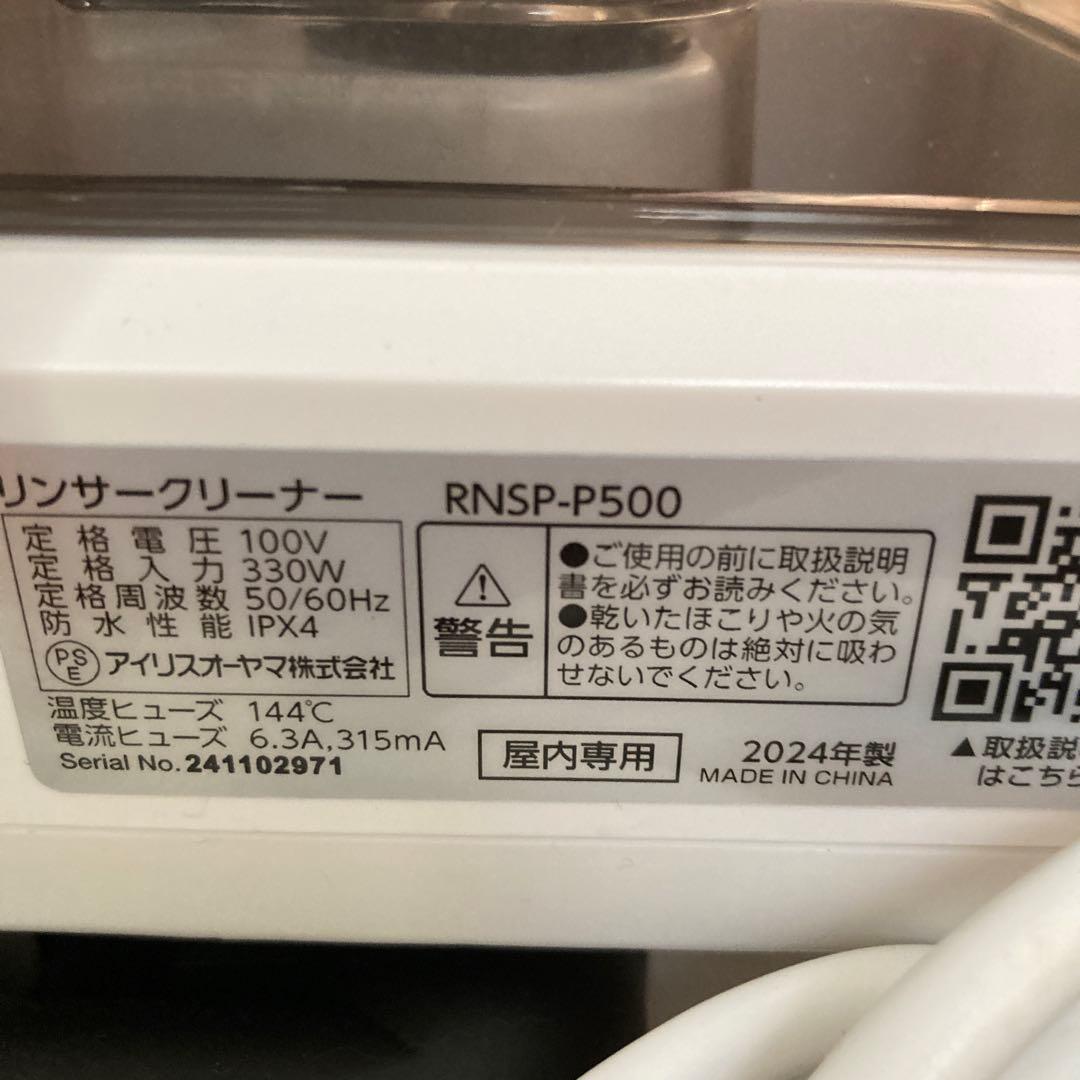 リンサークリーナー RNSP-P500
定格電圧 100V
定格入力 330W
定格周波数 50/60Hz
防水性能 IPX4
PSE アイリスオーヤマ株式会社
温度ヒューズ 144℃
電流ヒューズ 6.3A,315mA
Serial No. 241102971
警告
●ご使用の前に取扱説明
書を必ずお読みください。
●乾いたほこりや火の気
のあるものは絶対に吸わ
せないでください。
屋内専用
2024年製
MADE IN CHINA
▲取扱説
はこちら